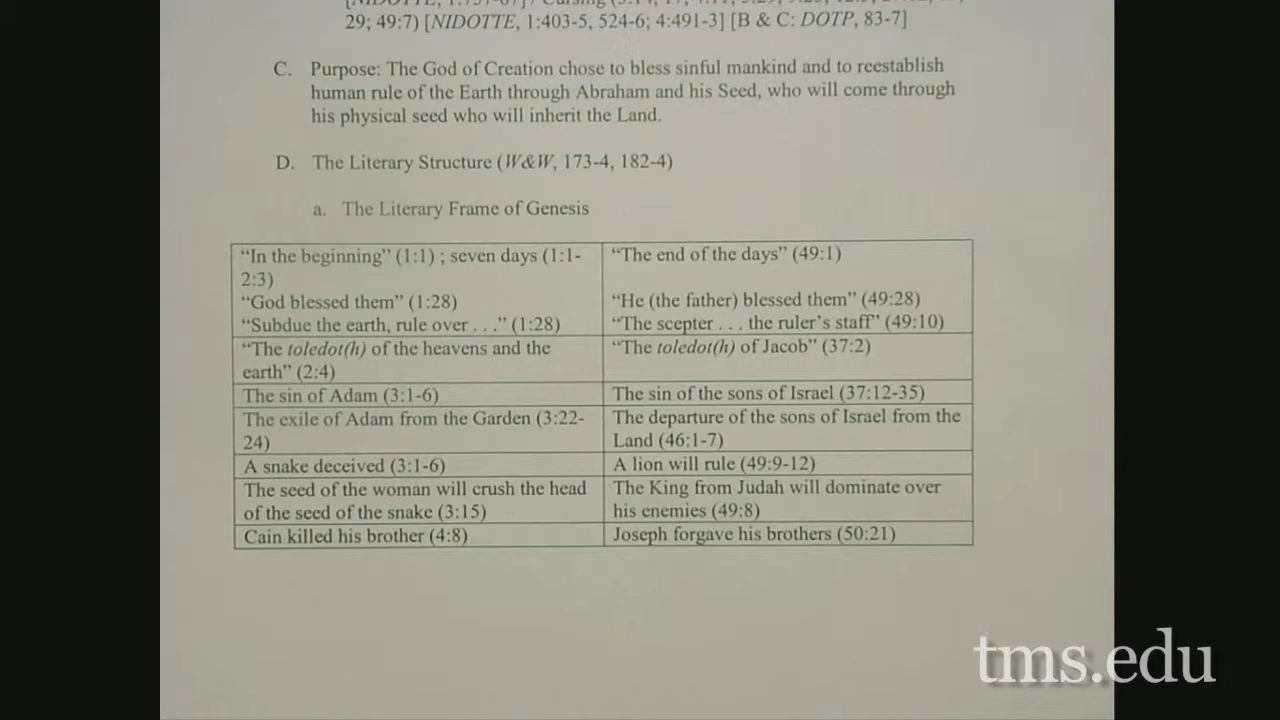 29; 49:7) [NIDOTTE, 1:403-5, 524-6; 4:491-3] [B & C: DOTP, 83-7]
C. Purpose: The God of Creation chose to bless sinful mankind and to reestablish
human rule of the Earth through Abraham and his Seed, who will come through
his physical seed who will inherit the Land.
D. The Literary Structure (W&W, 173-4, 182-4)
a. The Literary Frame of Genesis
“In the beginning” (1:1) ; seven days (1:1-
2:3)
“God blessed them” (1:28)
“Subdue the earth, rule over . . .” (1:28)
“The end of the days” (49:1)
“He (the father) blessed them” (49:28)
“The scepter . . . the ruler’s staff” (49:10)
“The toledot(h) of the heavens and the
earth” (2:4)
“The toledot(h) of Jacob” (37:2)
The sin of Adam (3:1-6)
The sin of the sons of Israel (37:12-35)
The exile of Adam from the Garden (3:22-
24)
The departure of the sons of Israel from the
Land (46:1-7)
A snake deceived (3:1-6)
A lion will rule (49:9-12)
The seed of the woman will crush the head
of the seed of the snake (3:15)
The King from Judah will dominate over
his enemies (49:8)
Cain killed his brother (4:8)
Joseph forgave his brothers (50:21)
tms.edu